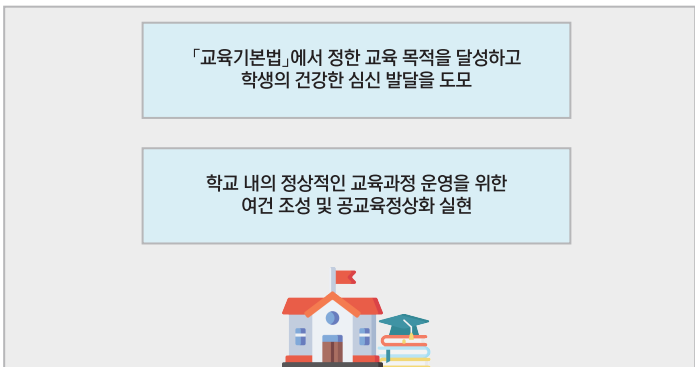 「교육기본법」에서 정한 교육 목적을 달성하고
학생의 건강한 심신 발달을 도모
학교 내의 정상적인 교육과정 운영을 위한
여건 조성 및 공교육정상화 실현